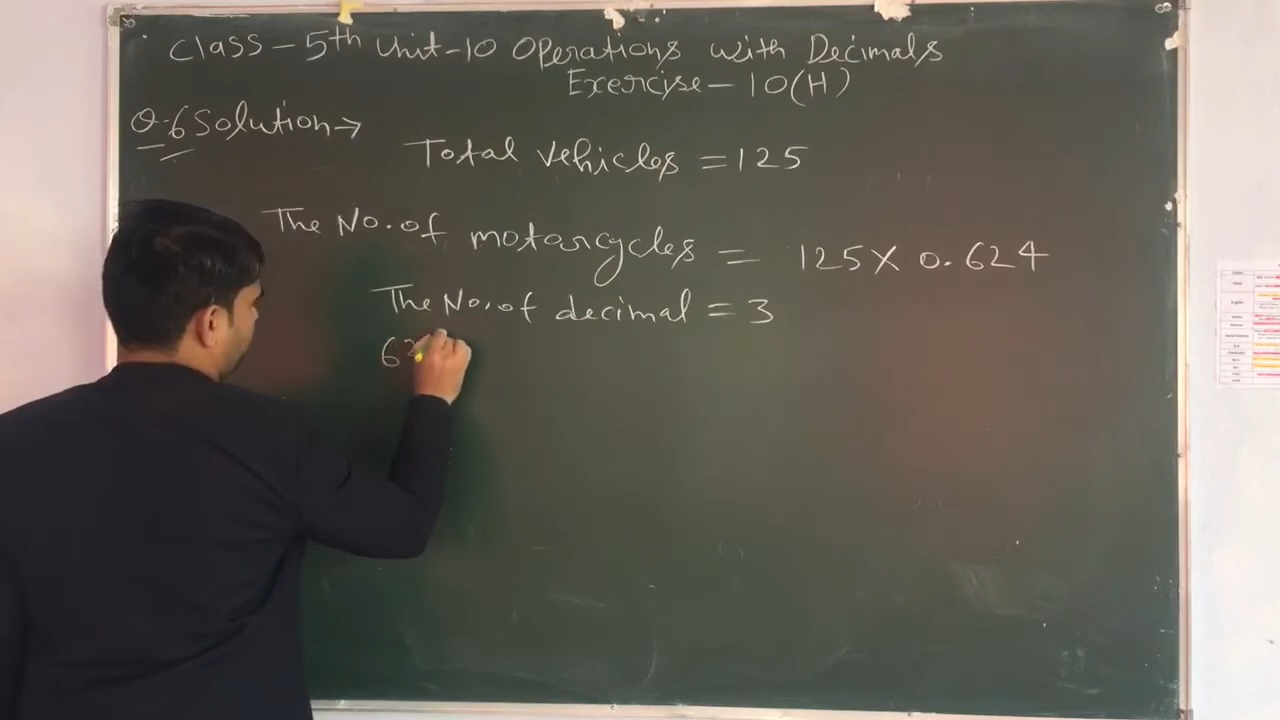 Class - 5th Unit-10 Operations with Decimals
Exercise - 10(H)
Q.6 Solution→
Total vehicles = 125
The No. of motorcycles = 125 X 0.624
The No. of decimal = 3
62